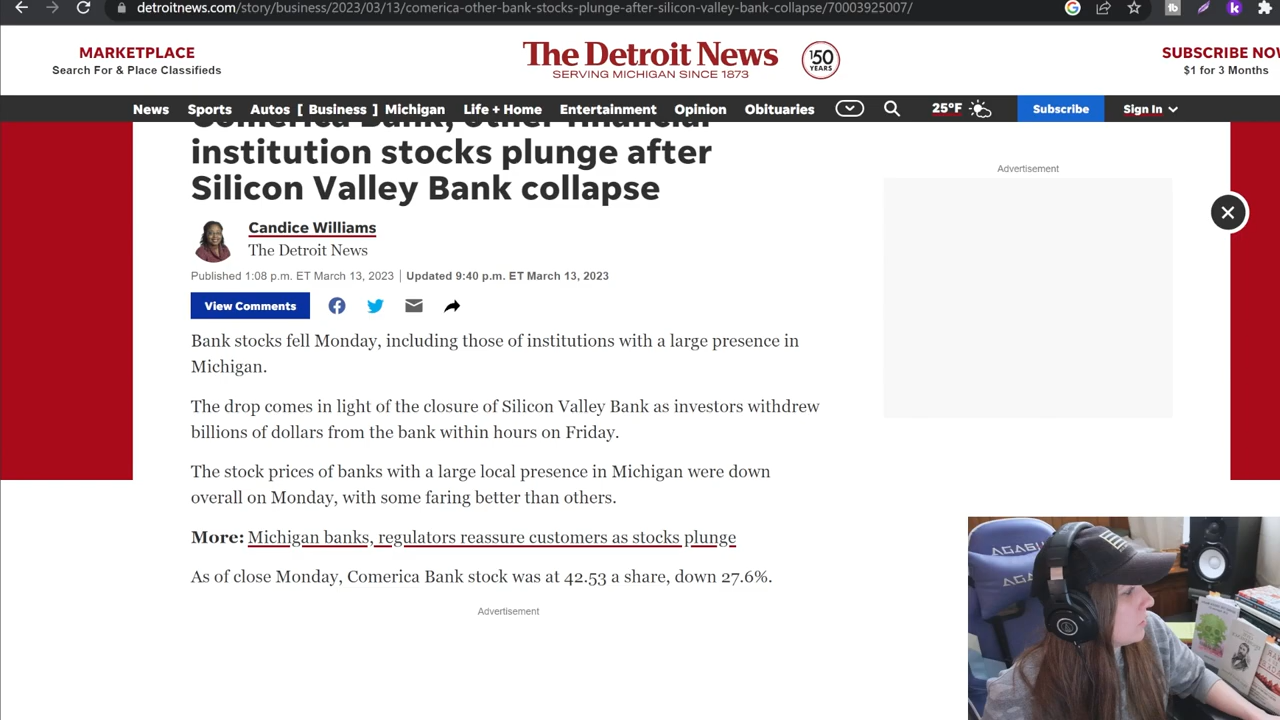 detroitnews.com/story/business/2023/03/13/comerica-other-bank-stocks-plunge-after-silicon-valley-bank-collapse/70003925007/
MARKETPLACE
Search For & Place Classifieds
The Detroit News
SERVING MICHIGAN SINCE 1873
150
YEARS
SUBSCRIBE NOW
$1 for 3 Months
News Sports Autos [ Business ] Michigan Life + Home Entertainment Opinion Obituaries 25°F Subscribe Sign In
Comerica Bank, other financial
institution stocks plunge after
Silicon Valley Bank collapse
Candice Williams
The Detroit News
Published 1:08 p.m. ET March 13, 2023 | Updated 9:40 p.m. ET March 13, 2023
View Comments
Bank stocks fell Monday, including those of institutions with a large presence in
Michigan.
The drop comes in light of the closure of Silicon Valley Bank as investors withdrew
billions of dollars from the bank within hours on Friday.
The stock prices of banks with a large local presence in Michigan were down
overall on Monday, with some faring better than others.
More: Michigan banks, regulators reassure customers as stocks plunge
As of close Monday, Comerica Bank stock was at 42.53 a share, down 27.6%.
Advertisement
Advertisement